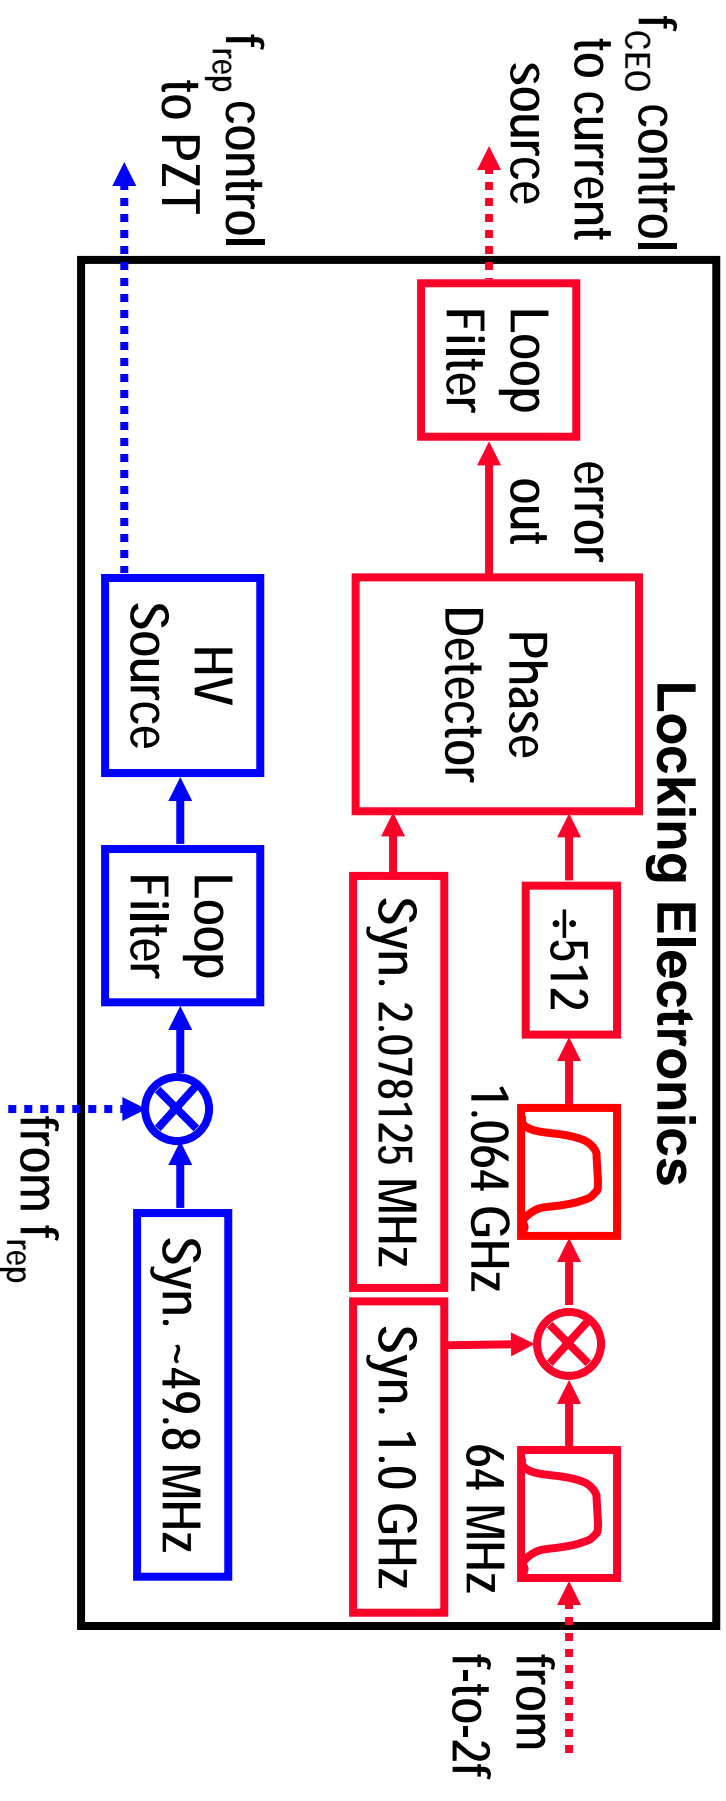 Locking Electronics
f_CEO control
to current
source
Loop
Filter
error
out
Phase
Detector
÷512
1.064 GHz
64 MHz
from
f-to-2f
Syn. 2.078125 MHz
Syn. 1.0 GHz
f_rep control
to PZT
HV
Source
Loop
Filter
Syn. ~49.8 MHz
from f_rep